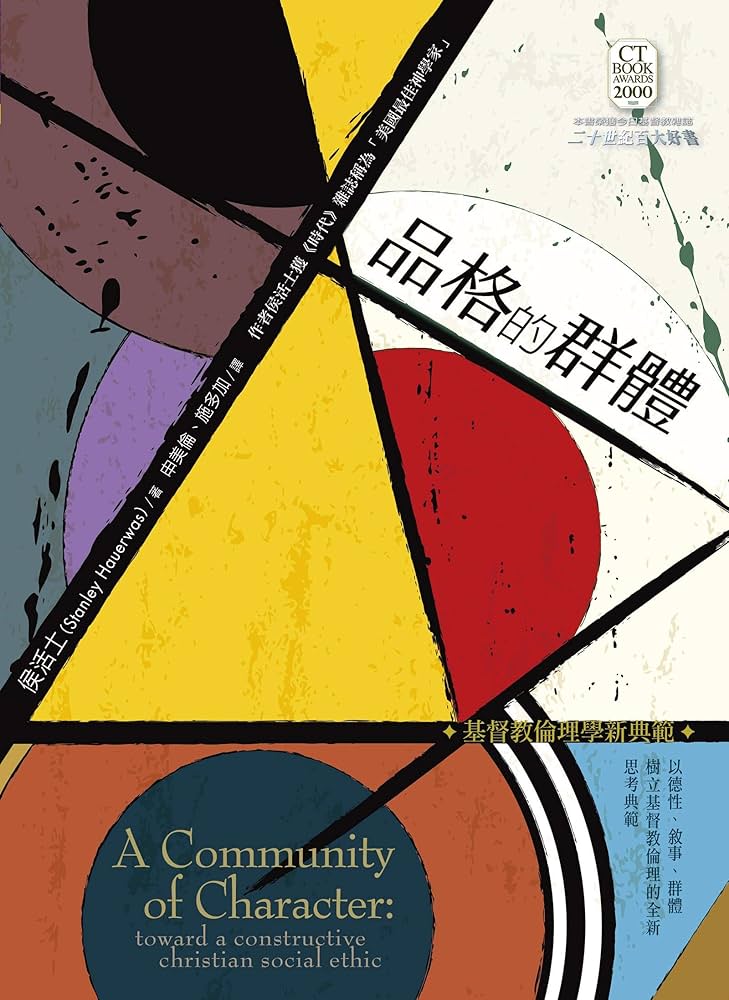 CT
BOOK
AWARDS
2000
本書榮選今日基督教雜誌
二十世紀百大好書
品格的群體
作者侯活士獲《時代》雜誌稱為「美國最佳神學家」
侯活士(Stanley Hauerwas)/著 申美倫、施多加/譯
✦基督教倫理學新典範✦
以德性、敘事、群體
樹立基督教倫理的全新
思考典範
A Community
of Character:
toward a constructive
christian social ethic